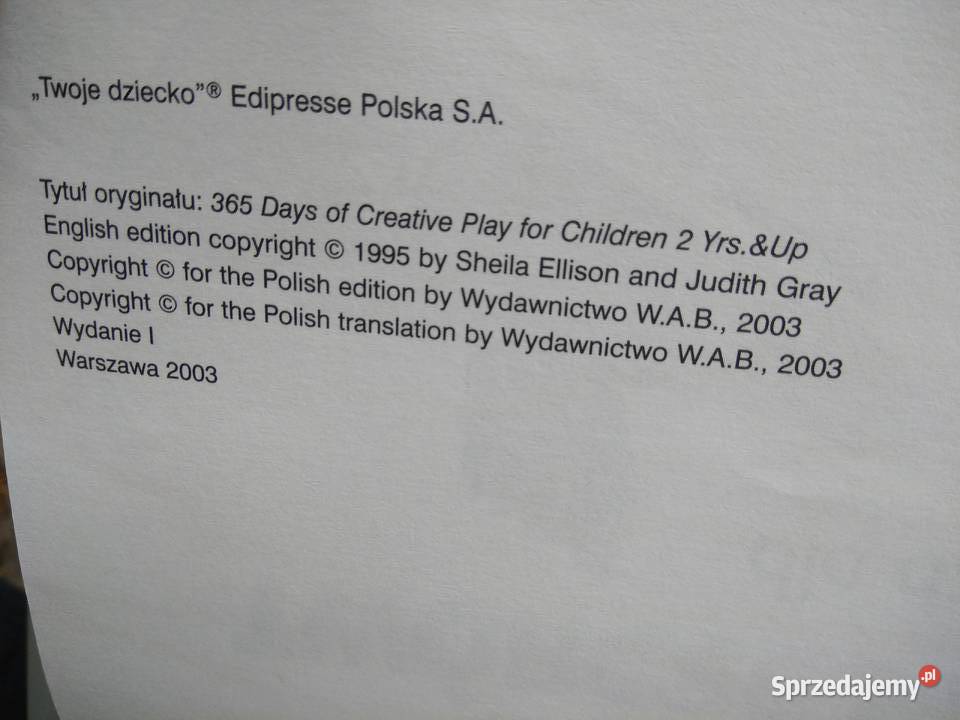 „Twoje dziecko”® Edipresse Polska S.A.
Tytuł oryginału: 365 Days of Creative Play for Children 2 Yrs.&Up
English edition copyright © 1995 by Sheila Ellison and Judith Gray
Copyright © for the Polish edition by Wydawnictwo W.A.B., 2003
Copyright © for the Polish translation by Wydawnictwo W.A.B., 2003
Wydanie I
Warszawa 2003
Sprzedajemy.pl